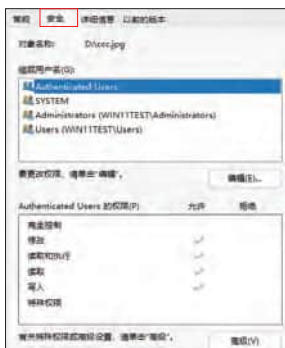 常规 安全 详细信息 以前的版本
对象名称: D:\ccc.jpg
组或用户名(G):
Authenticated Users
SYSTEM
Administrators (WIN11TEST\Administrators)
Users (WIN11TEST\Users)
要更改权限，请单击"编辑"。
编辑(E)...
Authenticated Users 的权限(P) 允许 拒绝
完全控制
修改
读取和执行
读取
写入
特殊权限
有关特殊权限或高级设置，请单击"高级"。
高级(V)